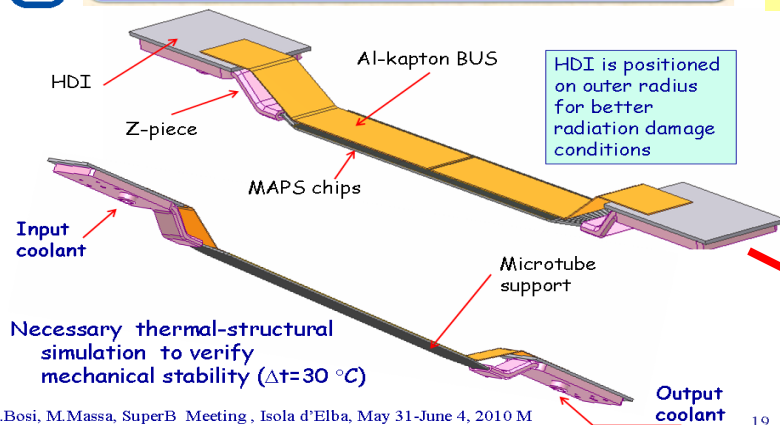 HDI
Al-kapton BUS
HDI is positioned
on outer radius
for better
radiation damage
conditions
Z-piece
MAPS chips
Input
coolant
Microtube
support
Necessary thermal-structural
simulation to verify
mechanical stability (Δt=30 °C)
Output
coolant
.Bosi, M.Massa, SuperB Meeting , Isola d'Elba, May 31-June 4, 2010 M
19